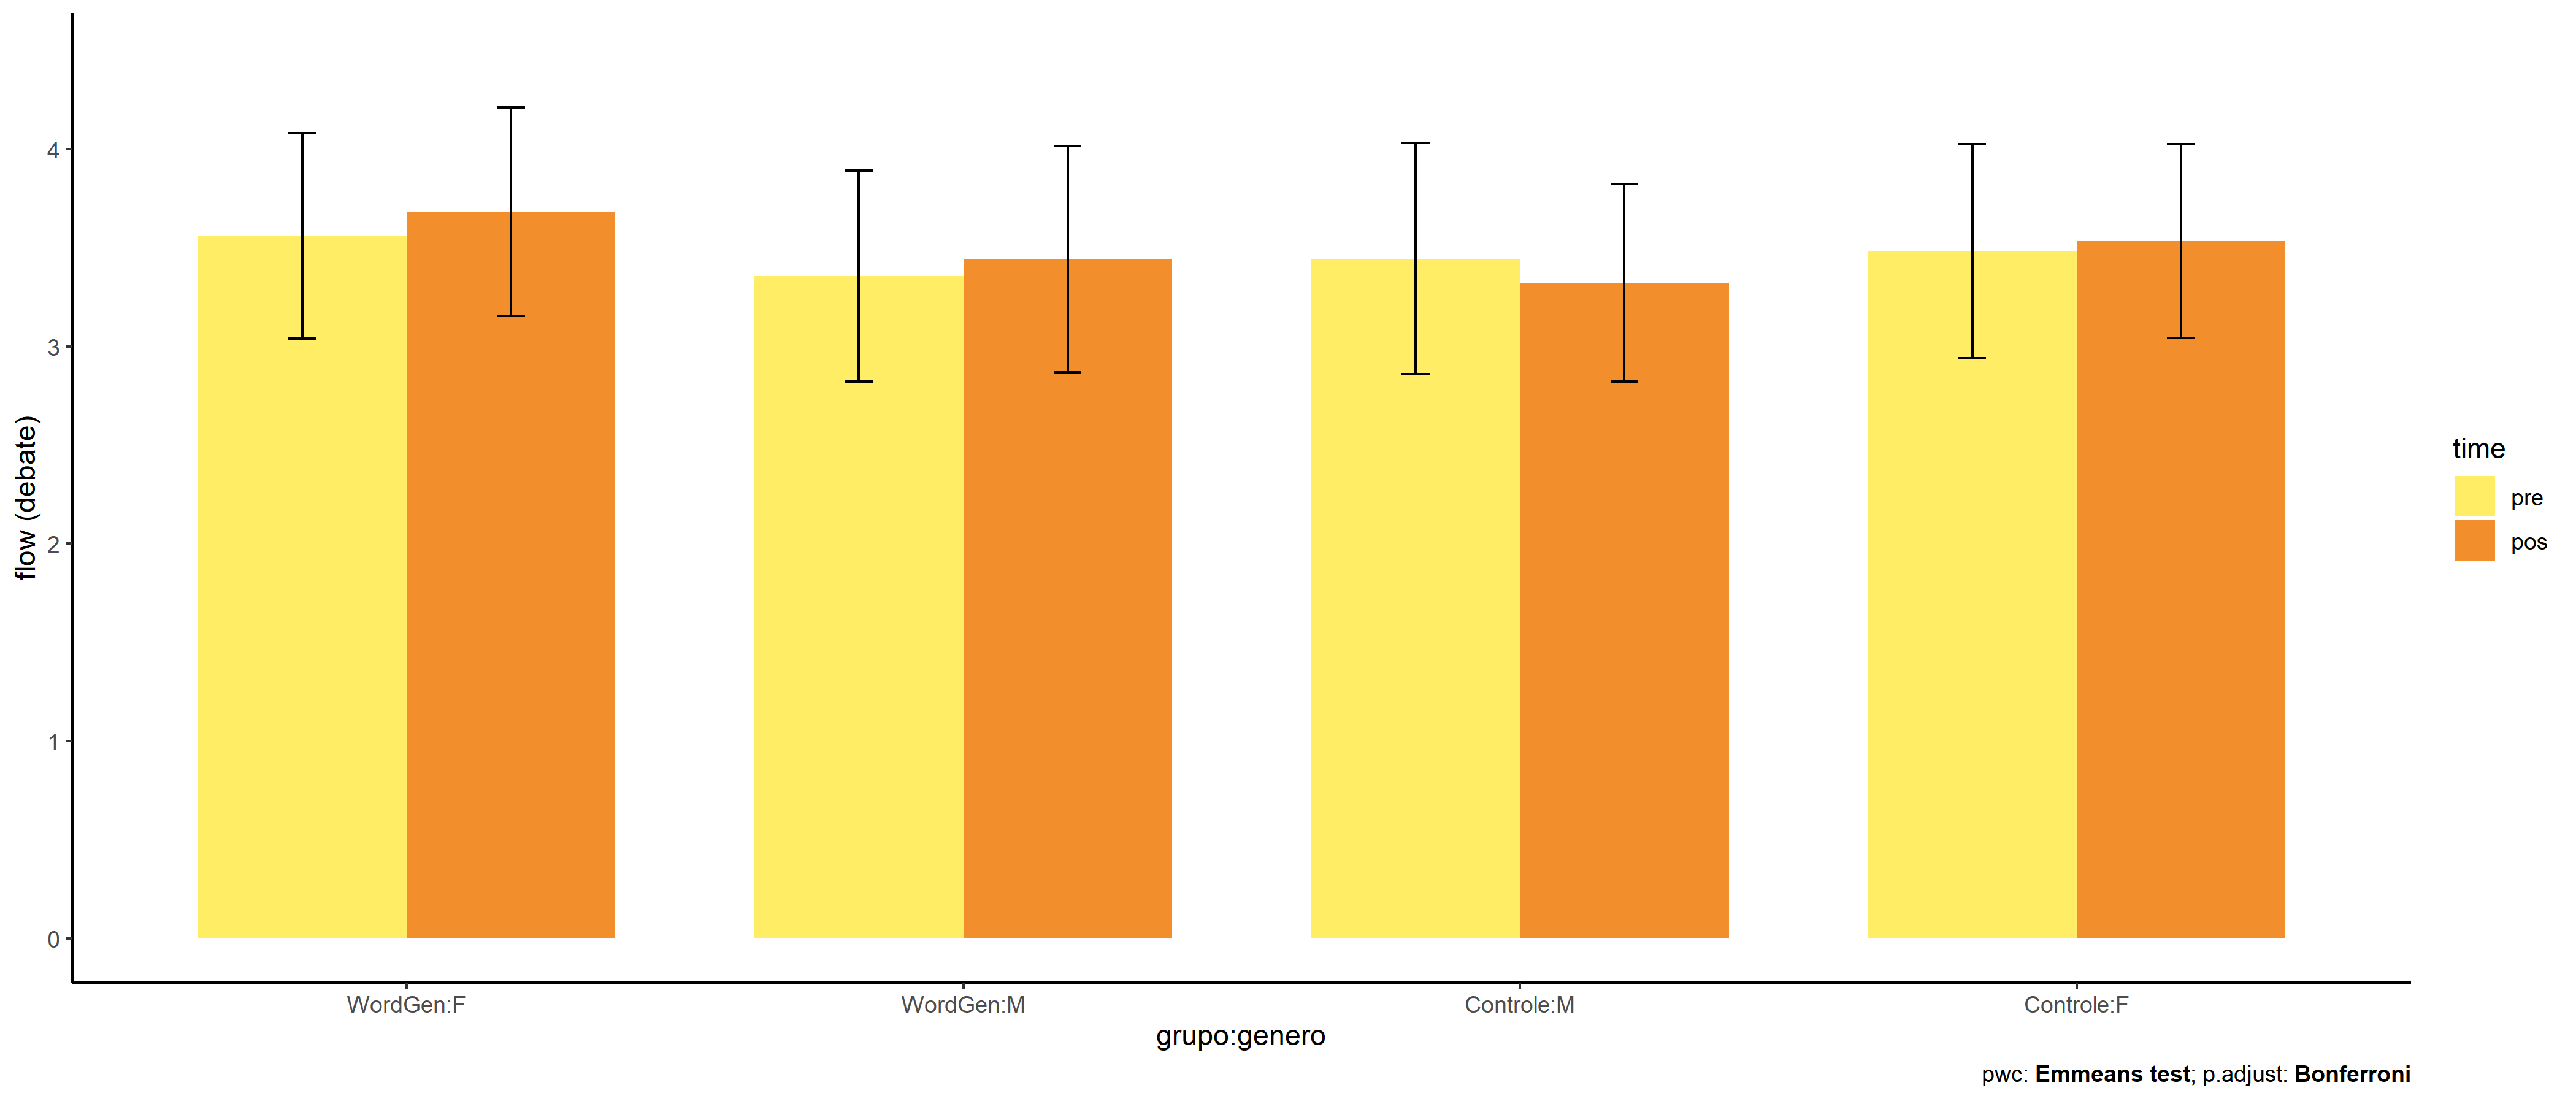 flow (debate)
4
3
2
1
0
WordGen:F
WordGen:M
Controle:M
Controle:F
grupo:genero
time
pre
pos
pwc: Emmeans test; p.adjust: Bonferroni